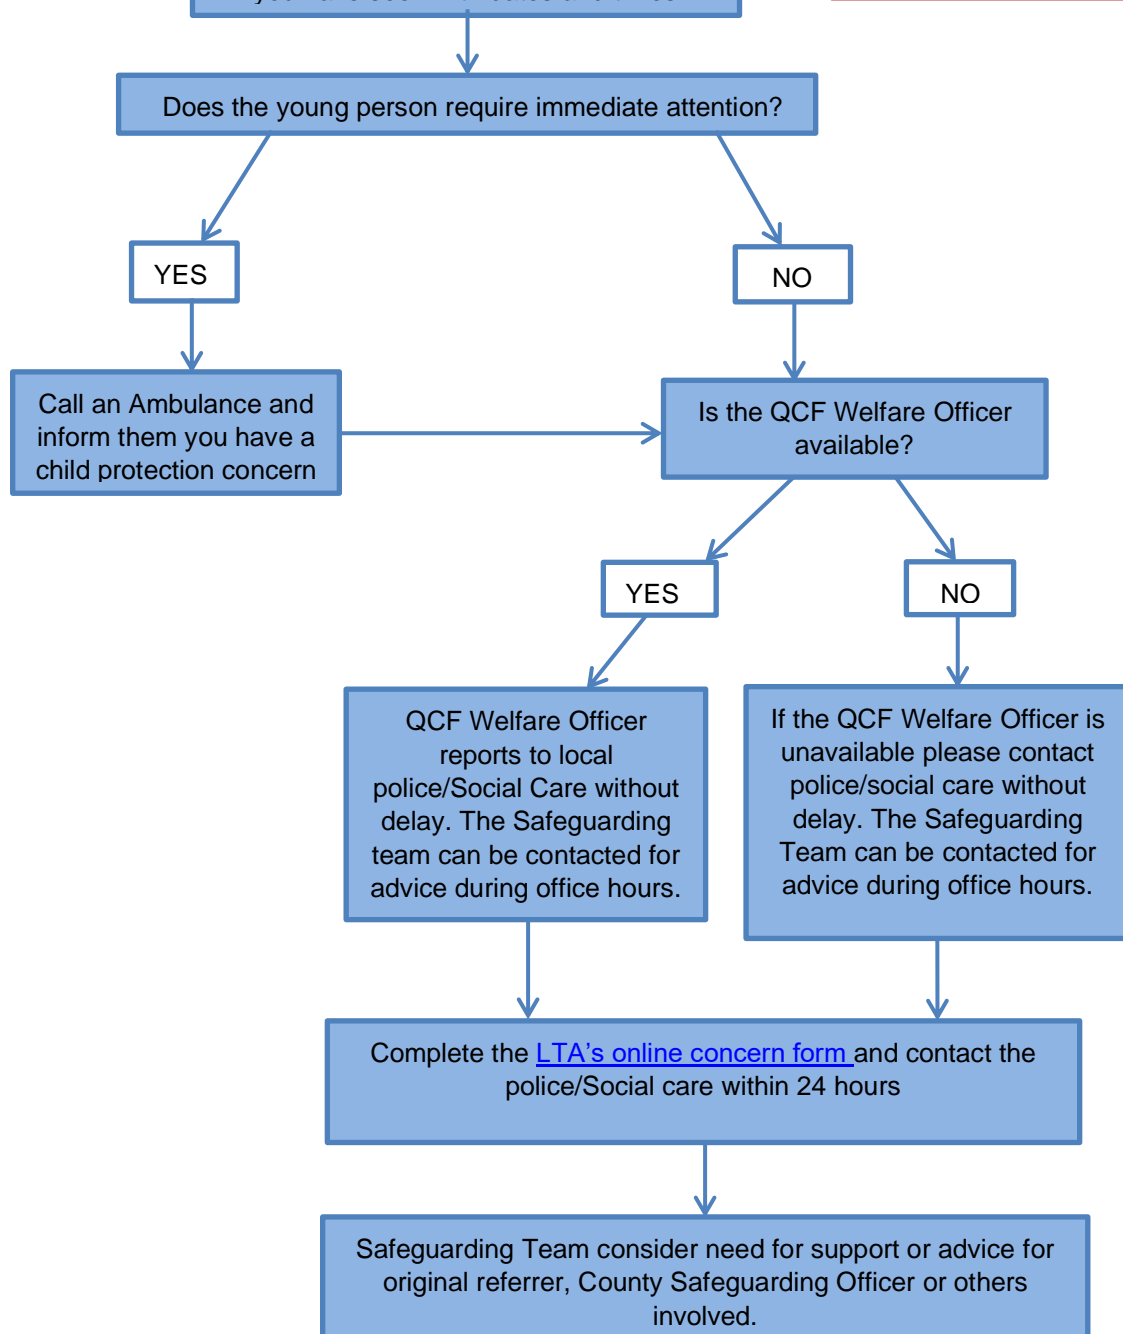 Does the young person require immediate attention?
YES
NO
Call an Ambulance and
inform them you have a
child protection concern
Is the QCF Welfare Officer
available?
YES
NO
QCF Welfare Officer
reports to local
police/Social Care without
delay. The Safeguarding
team can be contacted for
advice during office hours.
If the QCF Welfare Officer is
unavailable please contact
police/social care without
delay. The Safeguarding
Team can be contacted for
advice during office hours.
Complete the LTA’s online concern form and contact the
police/Social care within 24 hours
Safeguarding Team consider need for support or advice for
original referrer, County Safeguarding Officer or others
involved.